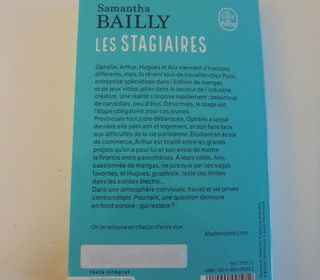 Samantha
BAILLY
LES STAGIAIRES
Ophélie, Arthur, Hugues et Alix viennent d'horizons
différents, mais ils rêvent tous de travailler chez Pyxis,
entreprise spécialisée dans l'édition de mangas
et de jeux vidéo, pilier dans le secteur de l'industrie
créative. Une réalité s'impose rapidement : beaucoup
de candidats, peu d'élus. Désormais, le stage est
l'étape obligatoire pour ces jeunes.
Provinciale tout juste débarquée, Ophélie a laissé
derrière elle petit ami et logement, et doit faire face
aux difficultés de la vie parisienne. Étudiant en école
de commerce, Arthur est tiraillé entre les grands
projets qu'on a pour lui et son envie de mettre
la finance entre parenthèses. À leurs côtés, Alix,
passionnée de mangas, ne jure que par ses sagas
favorites, et Hugues, graphiste, teste ses limites
dans les soirées électro...
Dans une atmosphère conviviale, travail et vie privée
s'entremêlent. Pourtant, une question demeure
en fond sonore : qui restera ?
On se retrouve en chacun d'entre eux.
Madmoizelle.com
texte intégral